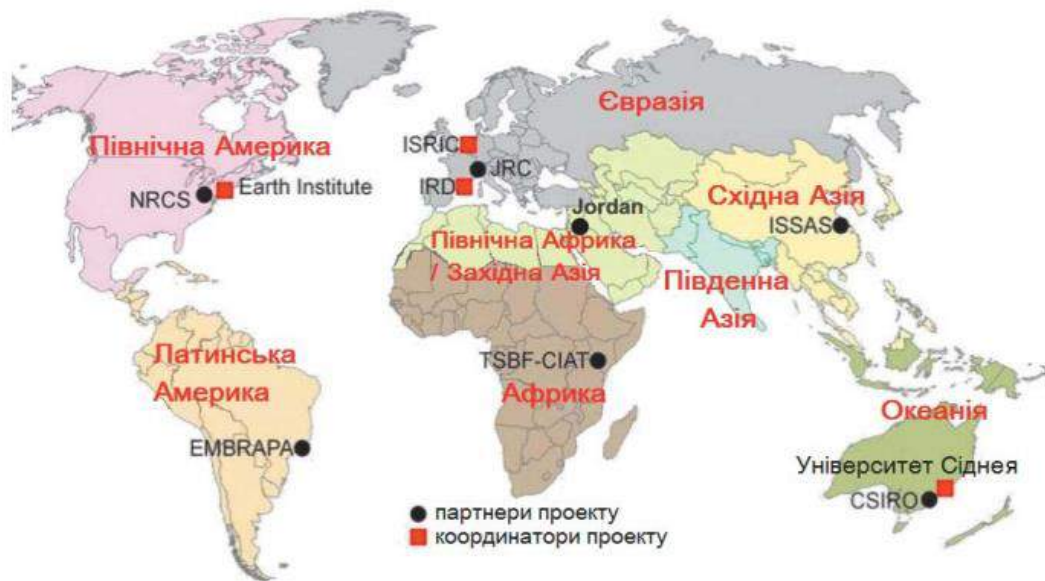 Євразія
Північна Америка
ISRIC
JRC
NRCS
Earth Institute
IRD
Східна Азія
Jordan
ISSAS
Північна Африка
/ Західна Азія
Південна
Азія
Латинська
Америка
TSBF-CIAT
Африка
Океанія
EMBRAPA
Університет Сіднея
CSIRO
партнери проекту
координатори проекту